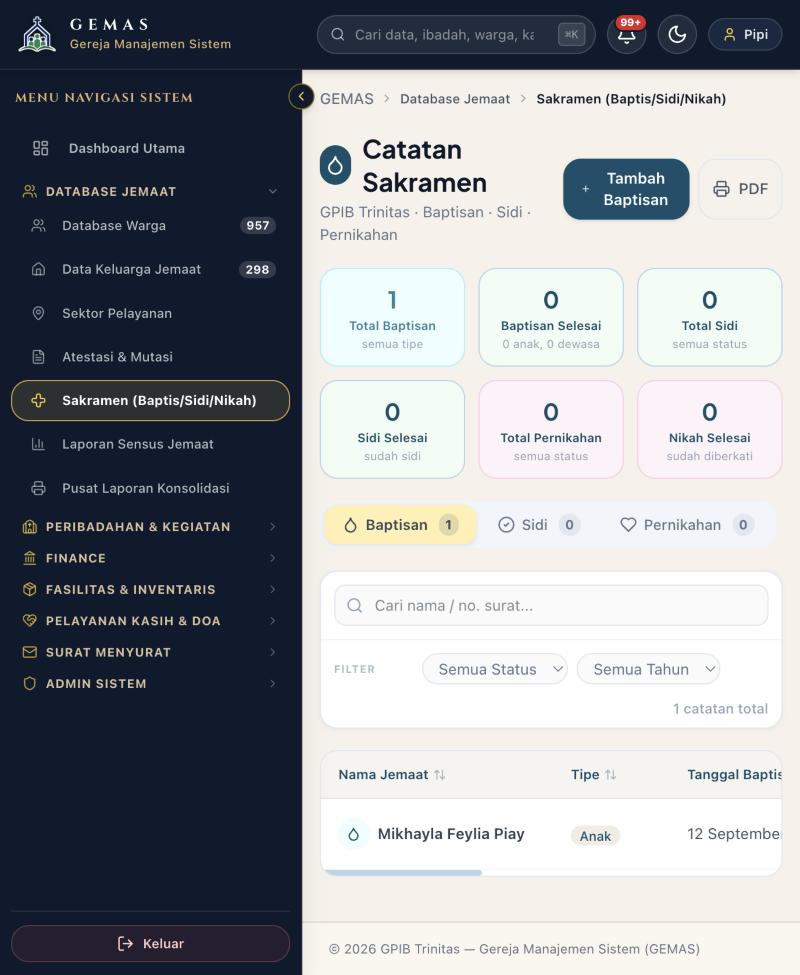 GEMAS
Gereja Manajemen Sistem
Cari data, ibadah, warga, ka
⌘K
99+
Pipi
MENU NAVIGASI SISTEM
Dashboard Utama
DATABASE JEMAAT
Database Warga 957
Data Keluarga Jemaat 298
Sektor Pelayanan
Atestasi & Mutasi
Sakramen (Baptis/Sidi/Nikah)
Laporan Sensus Jemaat
Pusat Laporan Konsolidasi
PERIBADAHAN & KEGIATAN
FINANCE
FASILITAS & INVENTARIS
PELAYANAN KASIH & DOA
SURAT MENYURAT
ADMIN SISTEM
Keluar
GEMAS > Database Jemaat > Sakramen (Baptis/Sidi/Nikah)
Catatan
Sakramen
GPIB Trinitas · Baptisan · Sidi ·
Pernikahan
+ Tambah
Baptisan
PDF
1
Total Baptisan
semua tipe
0
Baptisan Selesai
0 anak, 0 dewasa
0
Total Sidi
semua status
0
Sidi Selesai
sudah sidi
0
Total Pernikahan
semua status
0
Nikah Selesai
sudah diberkati
Baptisan 1
Sidi 0
Pernikahan 0
Cari nama / no. surat...
FILTER
Semua Status
Semua Tahun
1 catatan total
Nama Jemaat ↑↓ Tipe ↑↓ Tanggal Baptis
Mikhayla Feylia Piay Anak 12 September
© 2026 GPIB Trinitas — Gereja Manajemen Sistem (GEMAS)